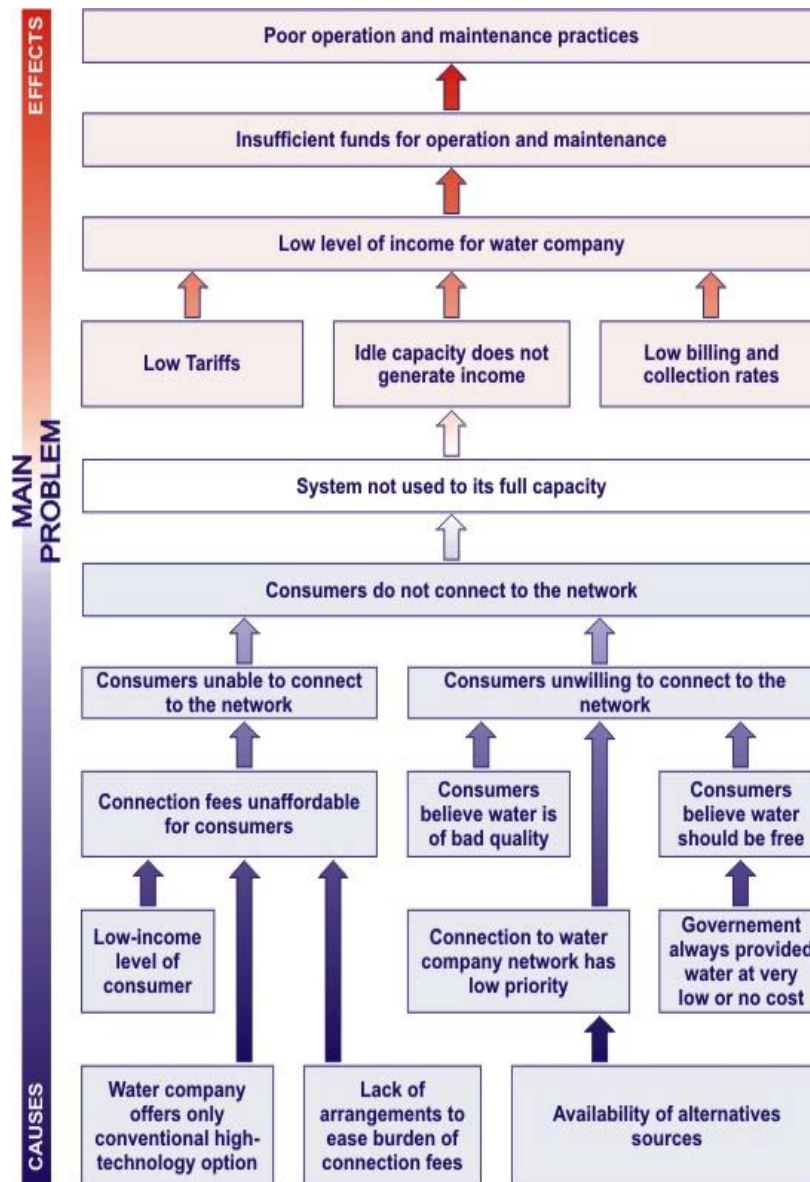 EFFECTS
MAIN
PROBLEM
CAUSES
Poor operation and maintenance practices
Insufficient funds for operation and maintenance
Low level of income for water company
Low Tariffs
Idle capacity does not
generate income
Low billing and
collection rates
System not used to its full capacity
Consumers do not connect to the network
Consumers unable to connect
to the network
Consumers unwilling to connect to the
network
Connection fees unaffordable
for consumers
Consumers
believe water is
of bad quality
Consumers
believe water
should be free
Low-income
level of
consumer
Connection to water
company network has
low priority
Governement
always provided
water at very
low or no cost
Water company
offers only
conventional high-
technology option
Lack of
arrangements to
ease burden of
connection fees
Availability of alternatives
sources